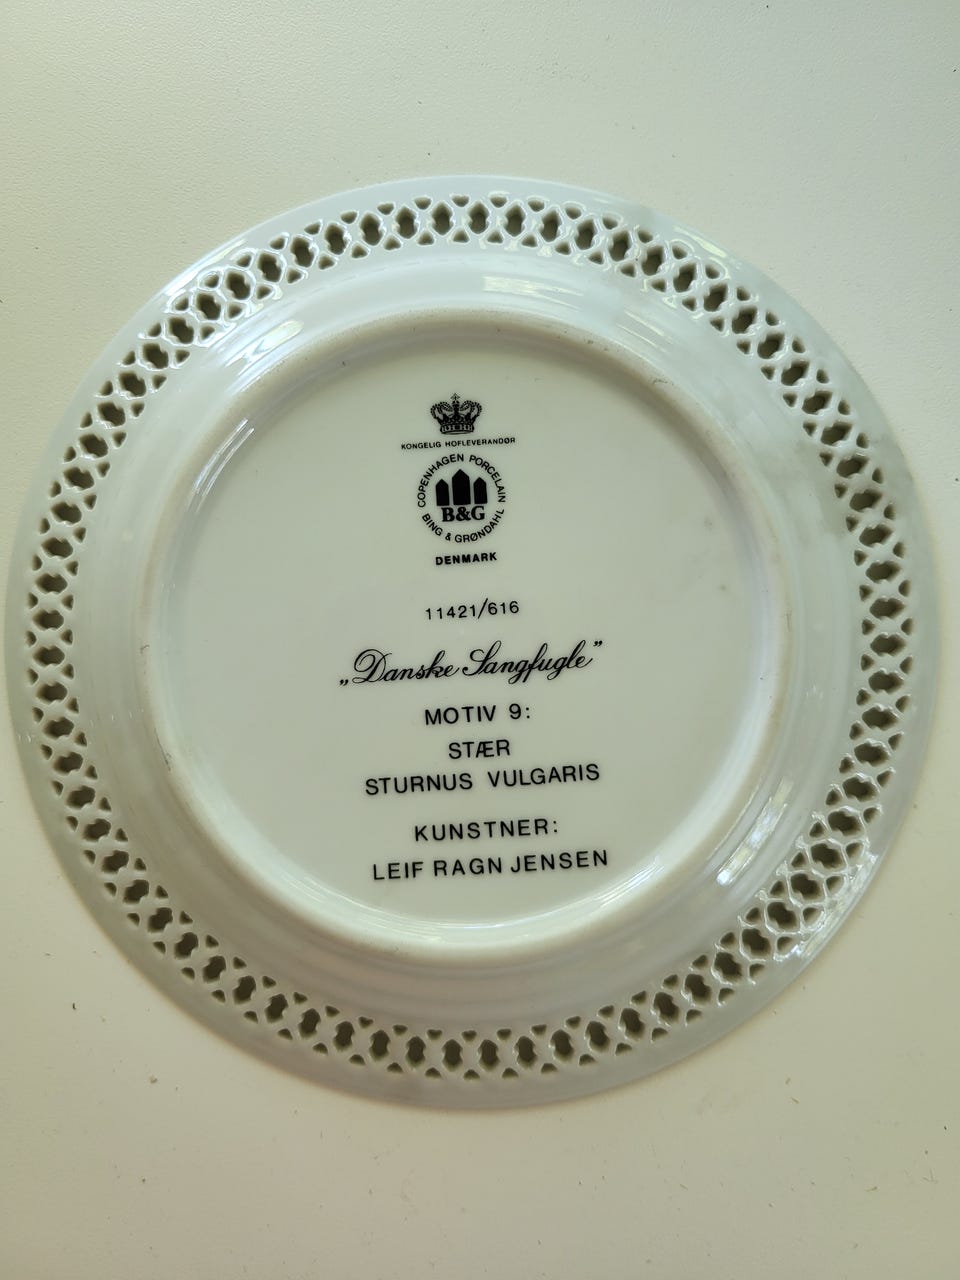 KONGELIG HOFLEVERANDØR
COPENHAGEN PORCELAIN
B&G
BING & GRØNDAHL
DENMARK
11421/616
„Danske Sangfugle”
MOTIV 9:
STÆR
STURNUS VULGARIS
KUNSTNER:
LEIF RAGN JENSEN